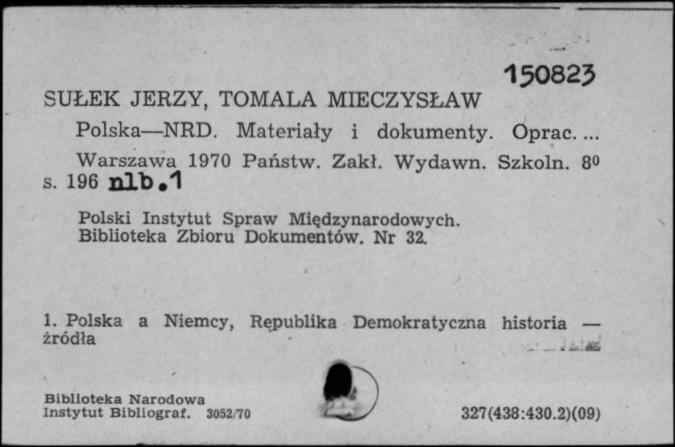 150823
SUŁEK JERZY, TOMALA MIECZYSŁAW
Polska—NRD. Materiały i dokumenty. Oprac. ...
Warszawa 1970 Państw. Zakł. Wydawn. Szkoln. 8⁰
s. 196 nlb.1
Polski Instytut Spraw Międzynarodowych.
Biblioteka Zbioru Dokumentów. Nr 32.
1. Polska a Niemcy, Republika Demokratyczna historia —
źródła
Biblioteka Narodowa
Instytut Bibliograf. 3052/70
327(438:430.2)(09)